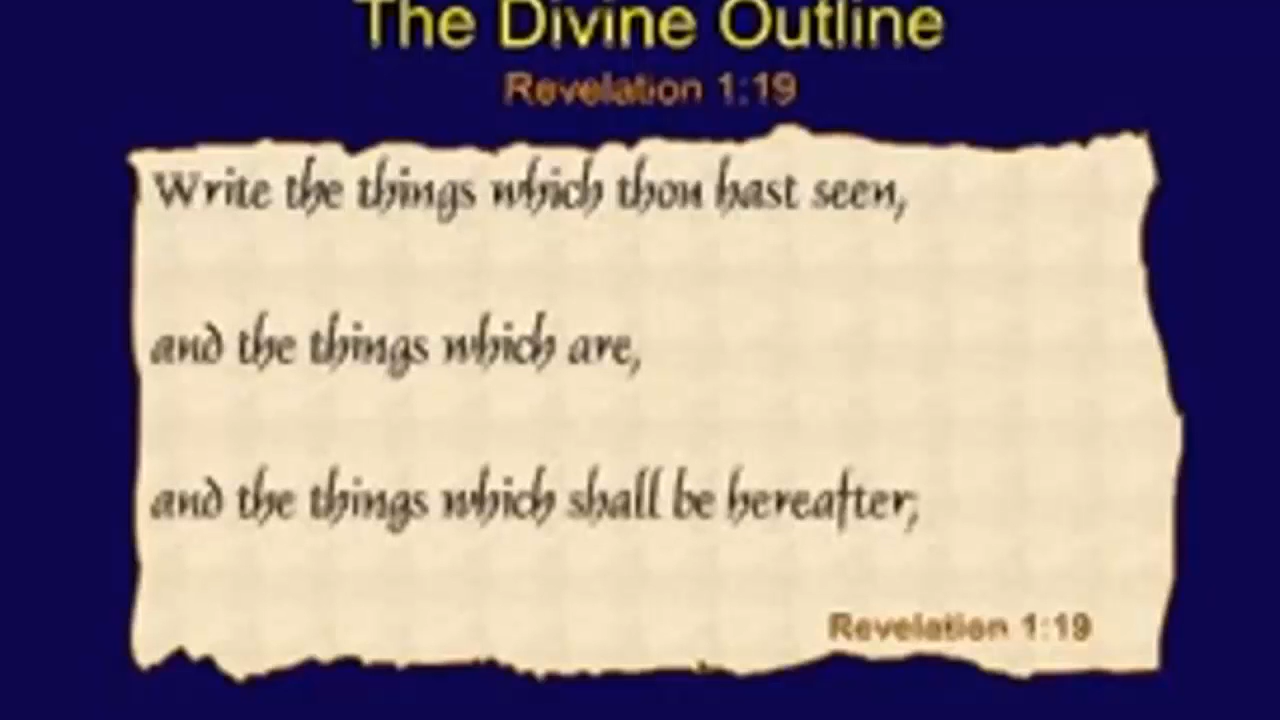 The Divine Outline
Revelation 1:19
Write the things which thou hast seen,
and the things which are,
and the things which shall be hereafter;
Revelation 1:19